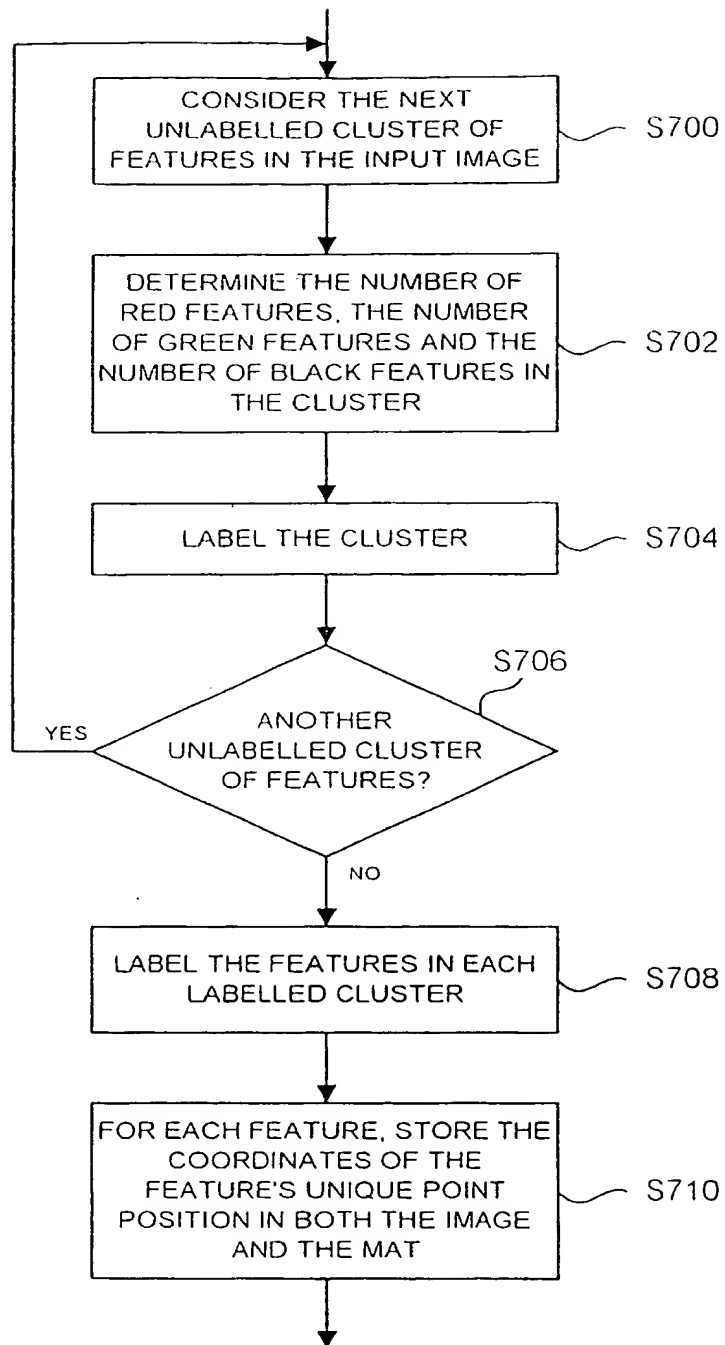 CONSIDER THE NEXT
UNLABELLED CLUSTER OF
FEATURES IN THE INPUT IMAGE
S700
DETERMINE THE NUMBER OF
RED FEATURES, THE NUMBER
OF GREEN FEATURES AND THE
NUMBER OF BLACK FEATURES IN
THE CLUSTER
S702
LABEL THE CLUSTER
S704
S706
YES
ANOTHER
UNLABELLED CLUSTER
OF FEATURES?
NO
LABEL THE FEATURES IN EACH
LABELLED CLUSTER
S708
FOR EACH FEATURE, STORE THE
COORDINATES OF THE
FEATURE'S UNIQUE POINT
POSITION IN BOTH THE IMAGE
AND THE MAT
S710